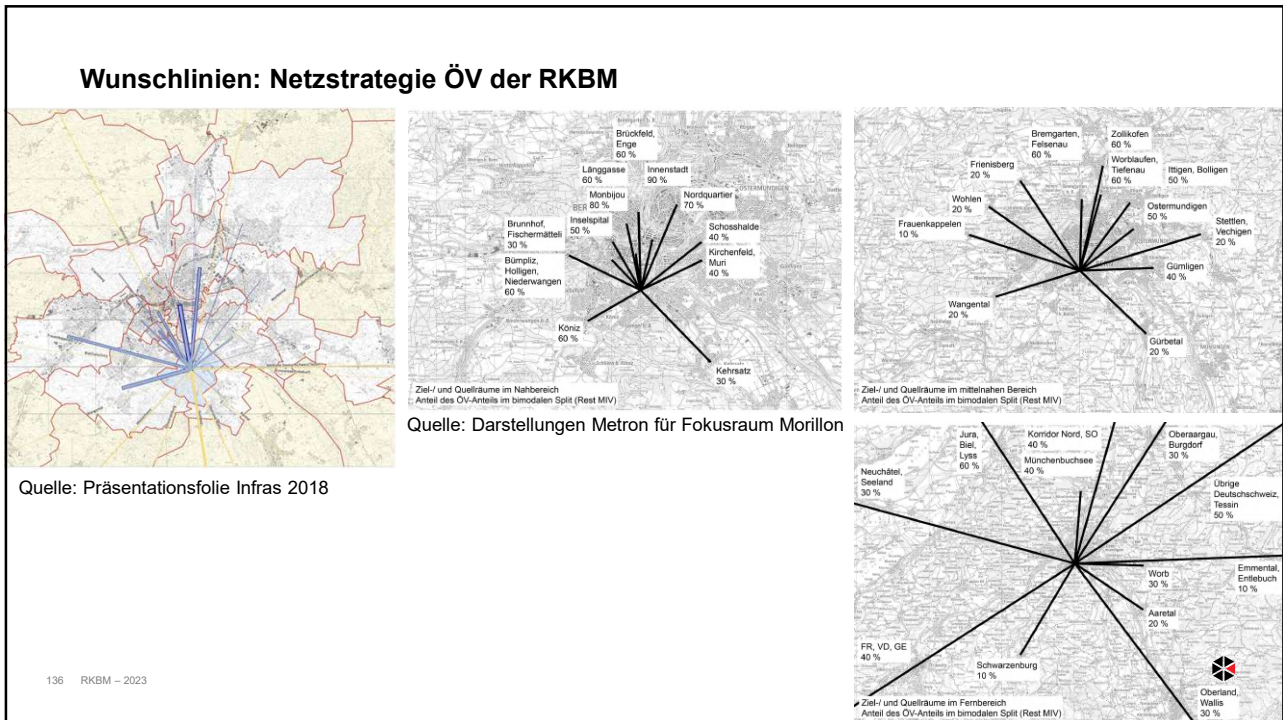 Wunschlinien: Netzstrategie ÖV der RKBM
Quelle: Präsentationsfolie Infras 2018
Brückfeld,
Enge
60 %
Länggasse
60 %
Innenstadt
90 %
Monbijou
80 %
Nordquartier
70 %
OSTERMUNDIGEN
BER
Inselspital
50 %
Brunnhof,
Fischermätteli
30 %
Schosshalde
40 %
Kirchenfeld,
Muri
40 %
Bümpliz,
Holligen,
Niederwangen
60 %
Köniz
Köniz
60 %
Kehrsatz
30 %
Ziel-/ und Quellräume im Nahbereich
Anteil des ÖV-Anteils im bimodalen Split (Rest MIV)
Quelle: Darstellungen Metron für Fokusraum Morillon
Bremgarten,
Felsenau
60 %
Zollikofen
60 %
Frienisberg
20 %
Worblaufen,
Tiefenau
60 %
Ittigen, Bolligen
50 %
Wohlen
20 %
Ostermundigen
50 %
Frauenkappelen
10 %
Stettlen,
Vechigen
20 %
Gümligen
40 %
Wangental
20 %
Gürbetal
20 %
Ziel-/ und Quellräume im mittelnahen Bereich
Anteil des ÖV-Anteils im bimodalen Split (Rest MIV)
Jura,
Biel,
Lyss
60 %
Korridor Nord, SO
40 %
Münchenbuchsee
40 %
Oberaargau,
Burgdorf
30 %
Neuchâtel,
Seeland
30 %
Übrige
Deutschschweiz,
Tessin
50 %
Worb
30 %
Emmental,
Entlebuch
10 %
Aaretal
20 %
FR, VD, GE
40 %
Schwarzenburg
10 %
Oberland,
Wallis
30 %
Ziel-/ und Quellräume im Fernbereich
Anteil des ÖV-Anteils im bimodalen Split (Rest MIV)
136 RKBM – 2023